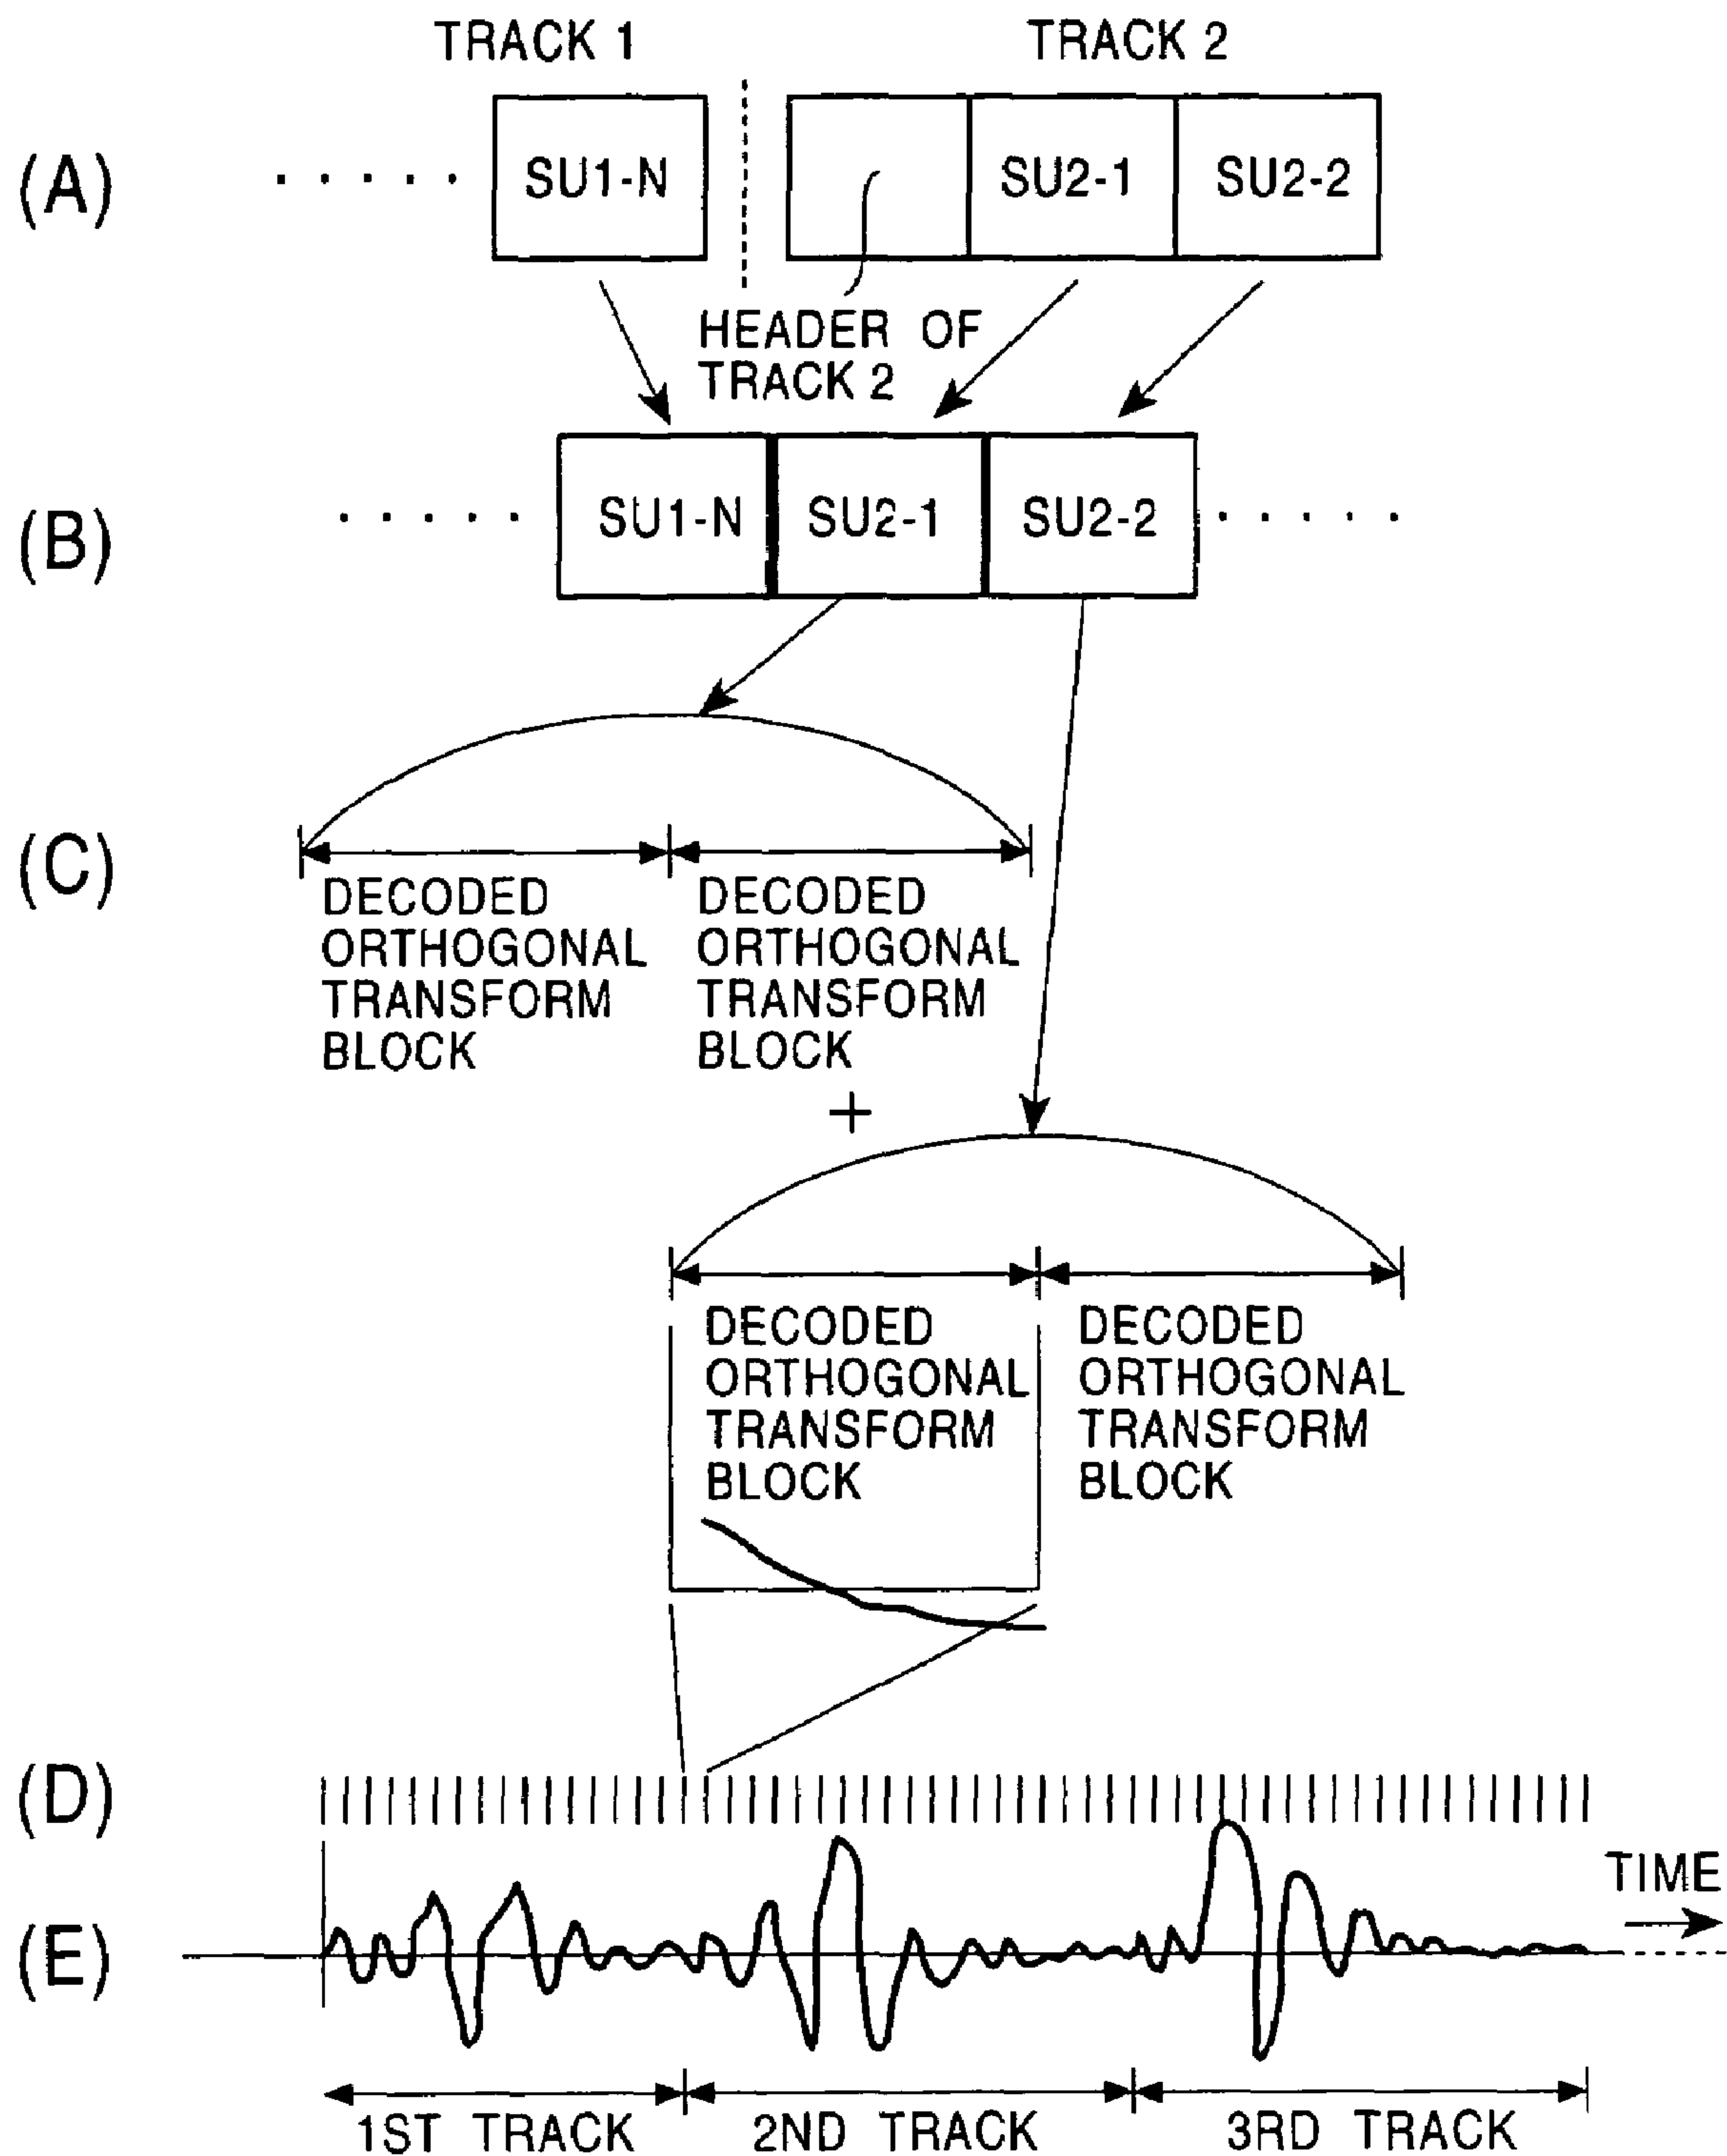 TRACK 1
TRACK 2
(A)
SU1-N
SU2-1
SU2-2
HEADER OF
TRACK 2
(B)
SU1-N
SU2-1
SU2-2
(C)
DECODED
ORTHOGONAL
TRANSFORM
BLOCK
DECODED
ORTHOGONAL
TRANSFORM
BLOCK
+
DECODED
ORTHOGONAL
TRANSFORM
BLOCK
DECODED
ORTHOGONAL
TRANSFORM
BLOCK
(D)
TIME
(E)
1ST TRACK
2ND TRACK
3RD TRACK